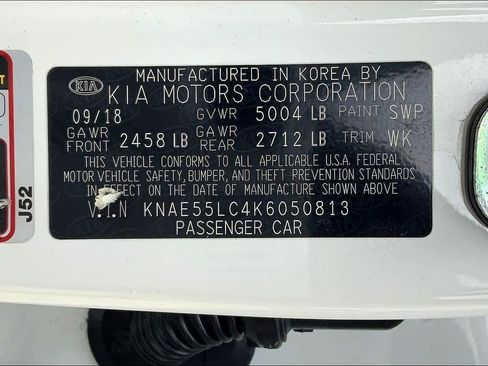 MANUFACTURED IN KOREA BY
KIA KIA MOTORS CORPORATION
09/18 GVWR 5004 LB PAINT SWP
GAWR FRONT 2458 LB GAWR REAR 2712 LB TRIM WK
THIS VEHICLE CONFORMS TO ALL APPLICABLE U.S.A. FEDERAL
MOTOR VEHICLE SAFETY, BUMPER, AND THEFT PREVENTION STANDARDS
IN EFFECT ON THE DATE OF MANUFACTURE SHOWN ABOVE
V.I.N KNAE55LC4K6050813
PASSENGER CAR
J52